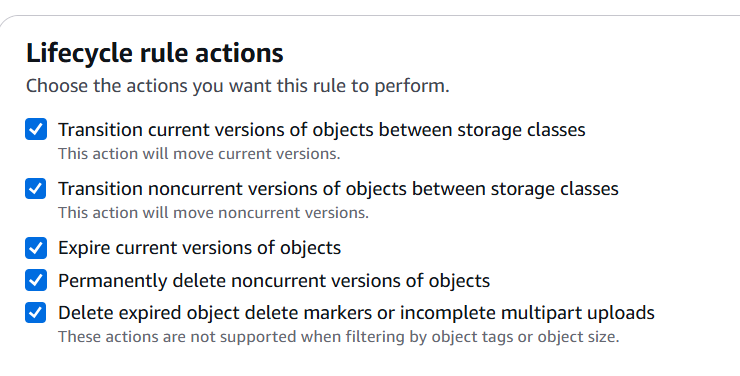 Lifecycle rule actions
Choose the actions you want this rule to perform.
Transition current versions of objects between storage classes
This action will move current versions.
Transition noncurrent versions of objects between storage classes
This action will move noncurrent versions.
Expire current versions of objects
Permanently delete noncurrent versions of objects
Delete expired object delete markers or incomplete multipart uploads
These actions are not supported when filtering by object tags or object size.